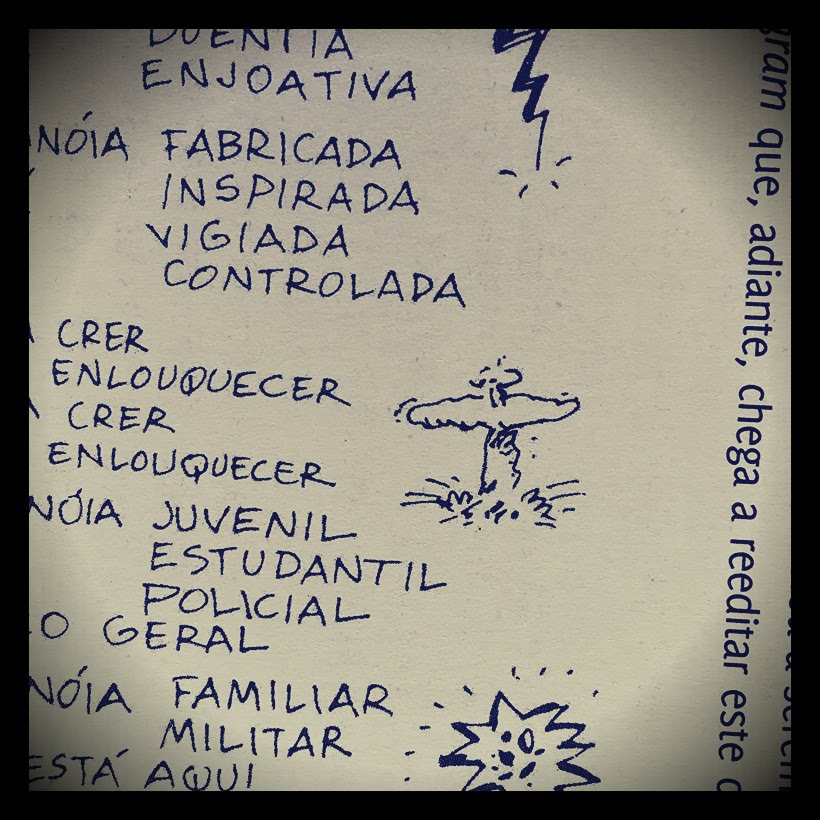 DOENTIA
ENJOATIVA
NÓIA FABRICADA
INSPIRADA
VIGIADA
CONTROLADA
CRER
ENLOUQUECER
CRER
ENLOUQUECER
NÓIA JUVENIL
ESTUDANTIL
POLICIAL
GERAL
NÓIA FAMILIAR
MILITAR
ESTÁ AQUI
gram que, adiante, chega a reeditar este